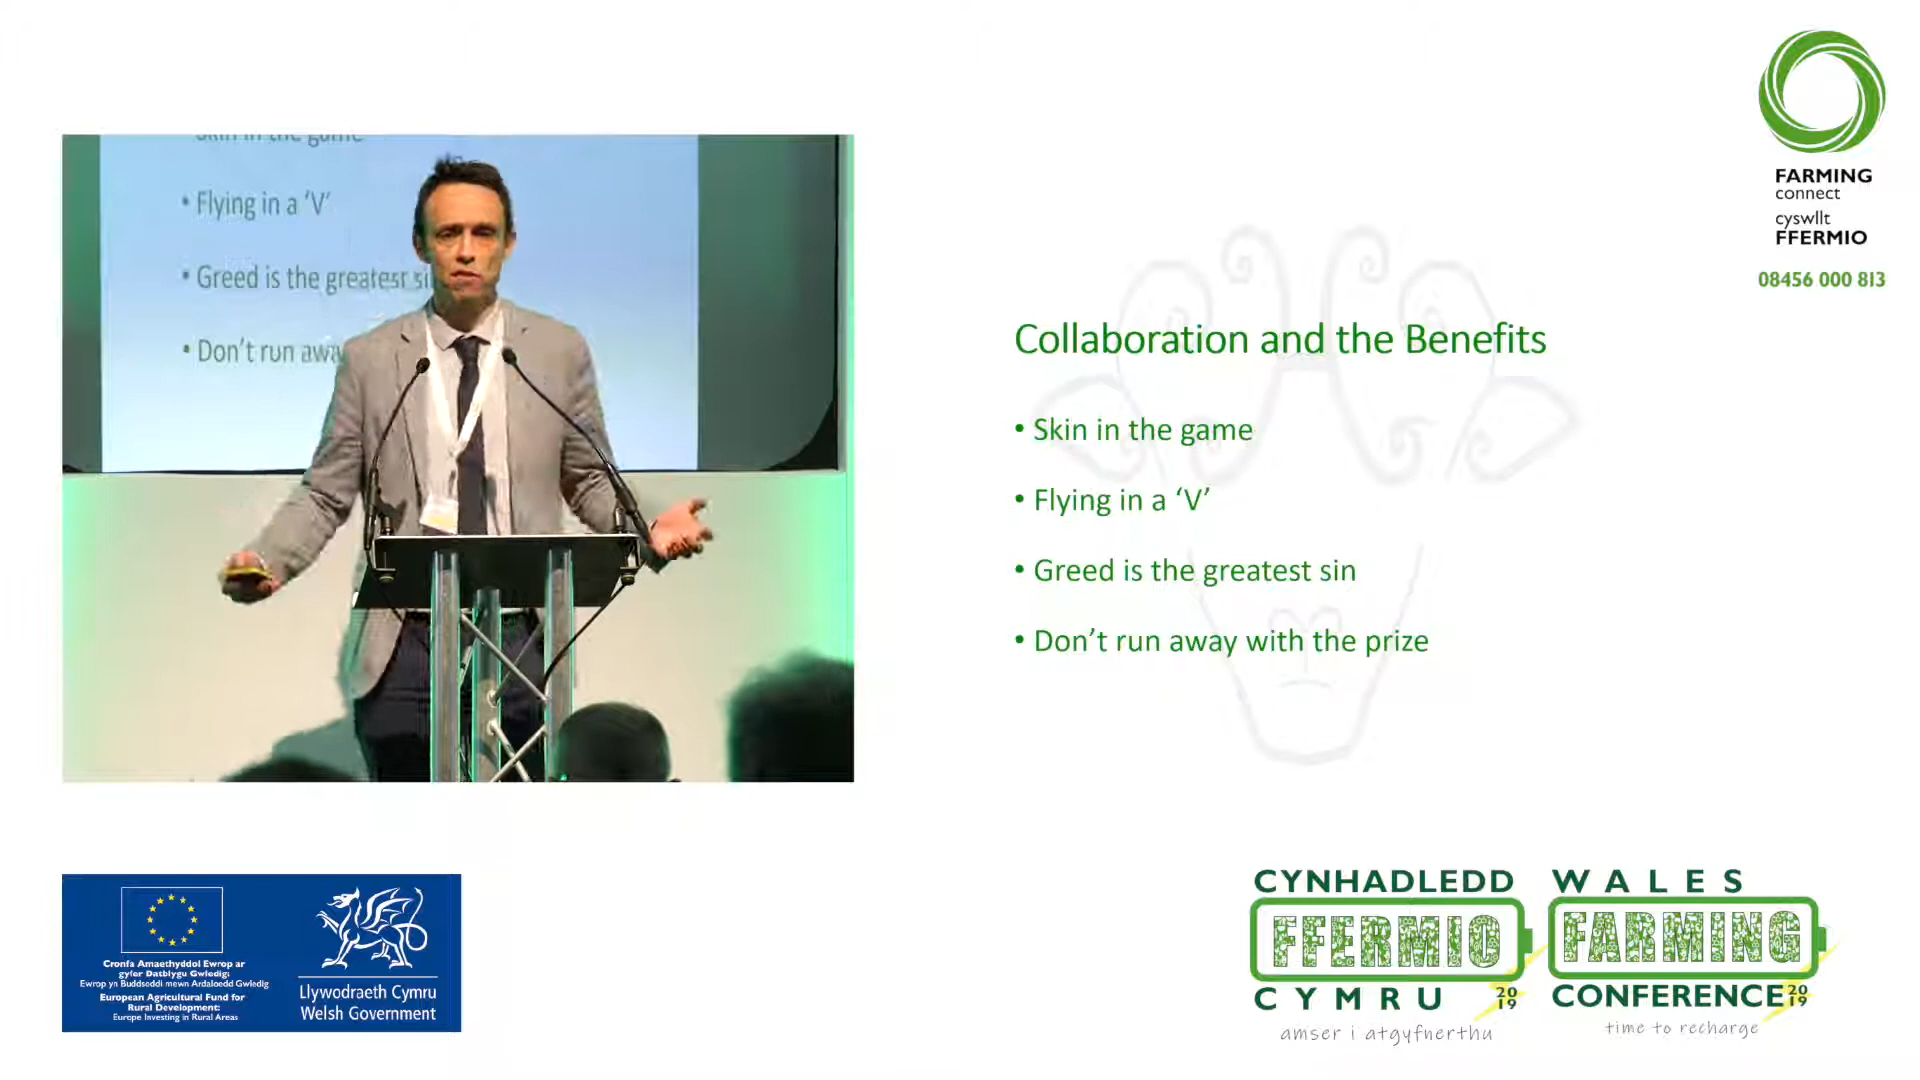 FARMING
connect
cyswllt
FFERMIO
08456 000 813
Skin in the game
• Flying in a ‘V’
• Greed is the greatest si
• Don’t run awa
Collaboration and the Benefits
• Skin in the game
• Flying in a ‘V’
• Greed is the greatest sin
• Don’t run away with the prize
Cronfa Amaethyddol Ewrop ar
gyfer Datblygu Gwledig:
Ewrop yn Buddsoddi mewn Ardaloedd Gwledig
European Agricultural Fund for
Rural Development:
Europe Investing in Rural Areas
Llywodraeth Cymru
Welsh Government
CYNHADLEDD
FFERMIO
CYMRU 2019
amser i atgyfnerthu
WALES
FARMING
CONFERENCE 2019
time to recharge